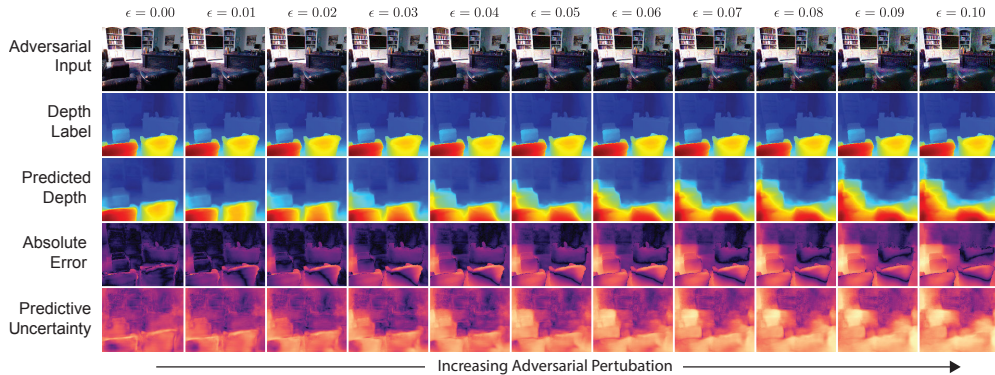 ϵ = 0.00 ϵ = 0.01 ϵ = 0.02 ϵ = 0.03 ϵ = 0.04 ϵ = 0.05 ϵ = 0.06 ϵ = 0.07 ϵ = 0.08 ϵ = 0.09 ϵ = 0.10
Adversarial
Input
Depth
Label
Predicted
Depth
Absolute
Error
Predictive
Uncertainty
Increasing Adversarial Pertubation